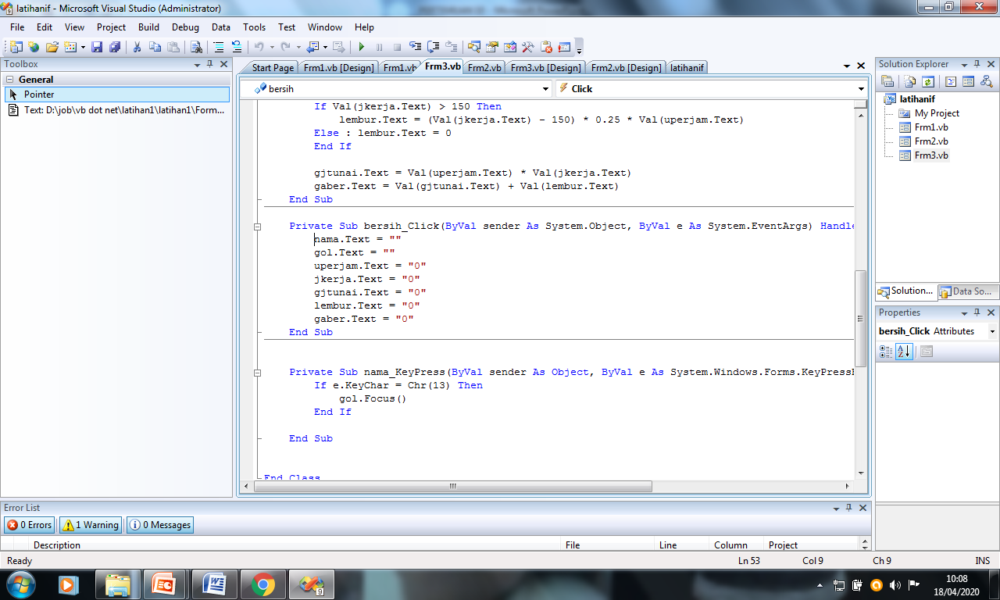 latihanif - Microsoft Visual Studio (Administrator)
File Edit View Project Build Debug Data Tools Test Window Help
Toolbox
General
Pointer
Text: D:\job\vb dot net\latihan1\latihan1\Form...
Start Page Frm1.vb [Design] Frm1.vb Frm3.vb Frm2.vb Frm3.vb [Design] Frm2.vb [Design] latihanif
bersih Click
If Val(jkerja.Text) > 150 Then
lembur.Text = (Val(jkerja.Text) - 150) * 0.25 * Val(uperjam.Text)
Else : lembur.Text = 0
End If
gjtunai.Text = Val(uperjam.Text) * Val(jkerja.Text)
gaber.Text = Val(gjtunai.Text) + Val(lembur.Text)
End Sub
Private Sub bersih_Click(ByVal sender As System.Object, ByVal e As System.EventArgs) Handle
nama.Text = ""
gol.Text = ""
uperjam.Text = "0"
jkerja.Text = "0"
gjtunai.Text = "0"
lembur.Text = "0"
gaber.Text = "0"
End Sub
Private Sub nama_KeyPress(ByVal sender As Object, ByVal e As System.Windows.Forms.KeyPress
If e.KeyChar = Chr(13) Then
gol.Focus()
End If
End Sub
End Class
Solution Explorer
latihanif
My Project
Frm1.vb
Frm2.vb
Frm3.vb
Solution... Data So...
Properties
bersih_Click Attributes
Error List
0 Errors 1 Warning 0 Messages
Description File Line Column Project
Ready Ln 53 Col 9 Ch 9 INS
10:08
18/04/2020